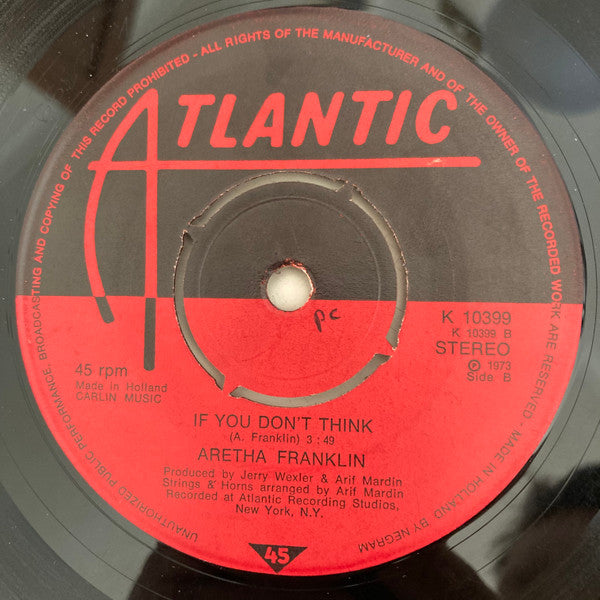 UNAUTHORIZED PUBLIC PERFORMANCE, BROADCASTING AND COPYING OF THIS RECORD PROHIBITED - ALL RIGHTS OF THE MANUFACTURER AND OF THE OWNER OF THE RECORDED WORK ARE RESERVED - MADE IN HOLLAND BY NEGRAM
ATLANTIC
pc
K 10399
K 10399 B
STEREO
℗ 1973
Side B
45 rpm
Made in Holland
CARLIN MUSIC
IF YOU DON'T THINK
(A. Franklin) 3:49
ARETHA FRANKLIN
Produced by Jerry Wexler & Arif Mardin
Strings & Horns arranged by Arif Mardin
Recorded at Atlantic Recording Studios,
New York, N.Y.
45